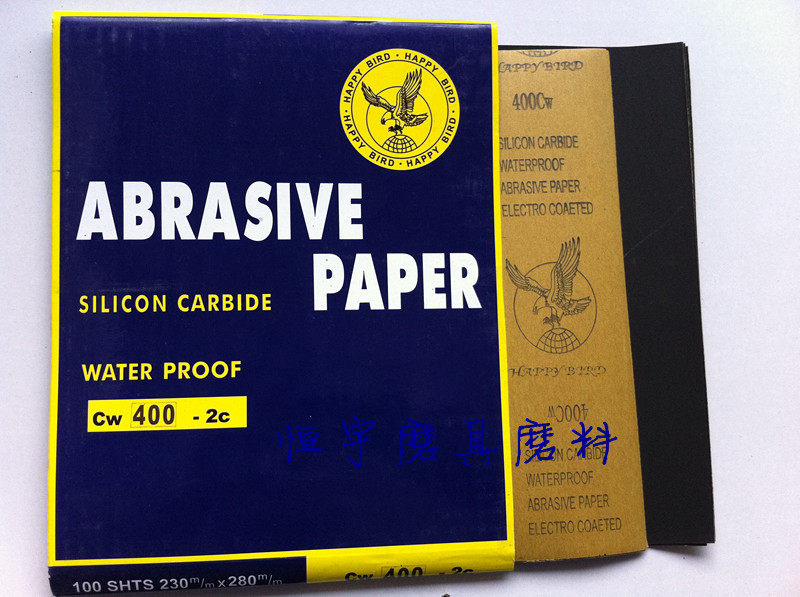 HAPPY BIRD · HAPPY BIRD · HAPPY BIRD · HAPPY BIRD ·
ABRASIVE
PAPER
SILICON CARBIDE
WATER PROOF
Cw 400 - 2c
100 SHTS 230m/m×280m/m
Cw 400 - 2c
HAPPY BIRD
400Cw
SILICON CARBIDE
WATERPROOF
ABRASIVE PAPER
ELECTRO COAETED
HAPPY BIRD
400Cw
SILICON CARBIDE
WATERPROOF
ABRASIVE PAPER
ELECTRO COAETED
恒宇磨具磨料